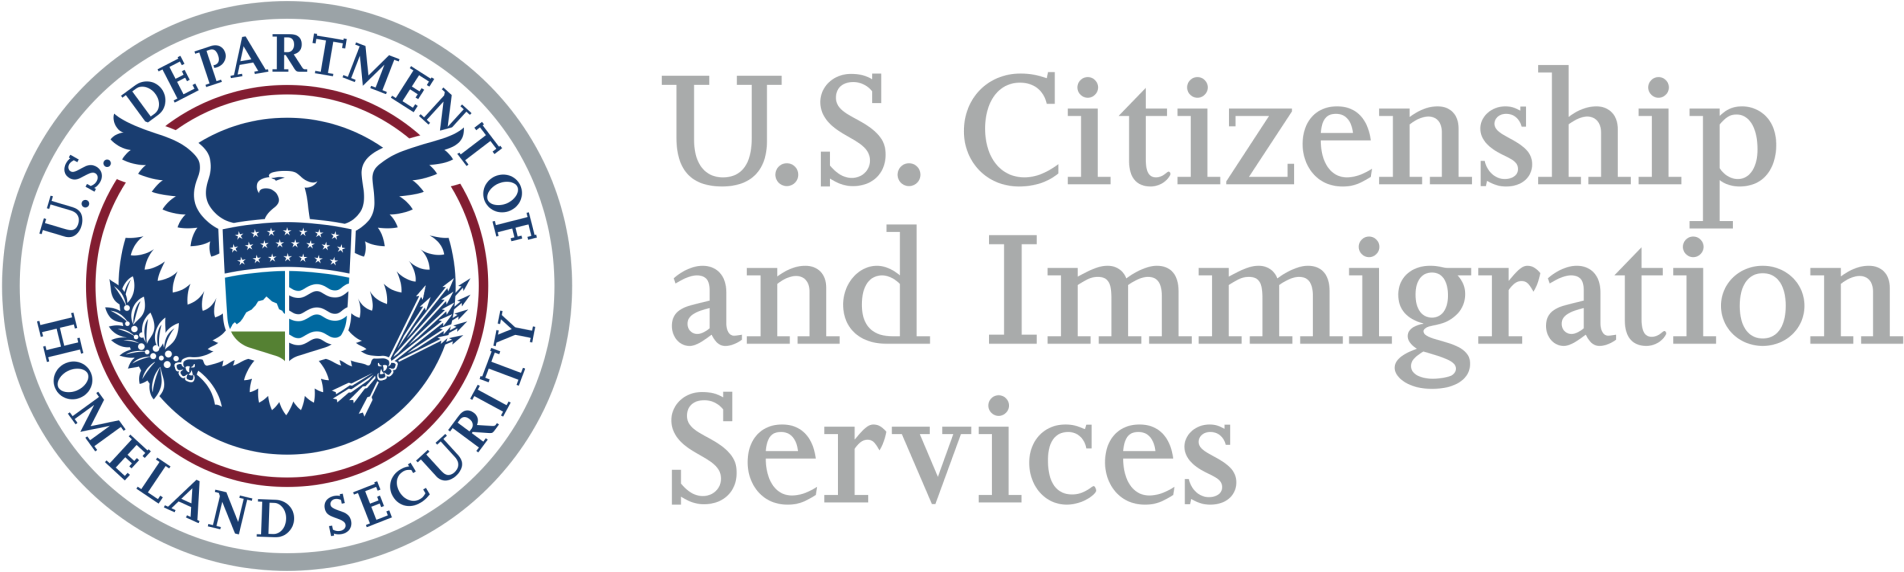 U.S. DEPARTMENT OF
HOMELAND SECURITY
U.S. Citizenship
and Immigration
Services